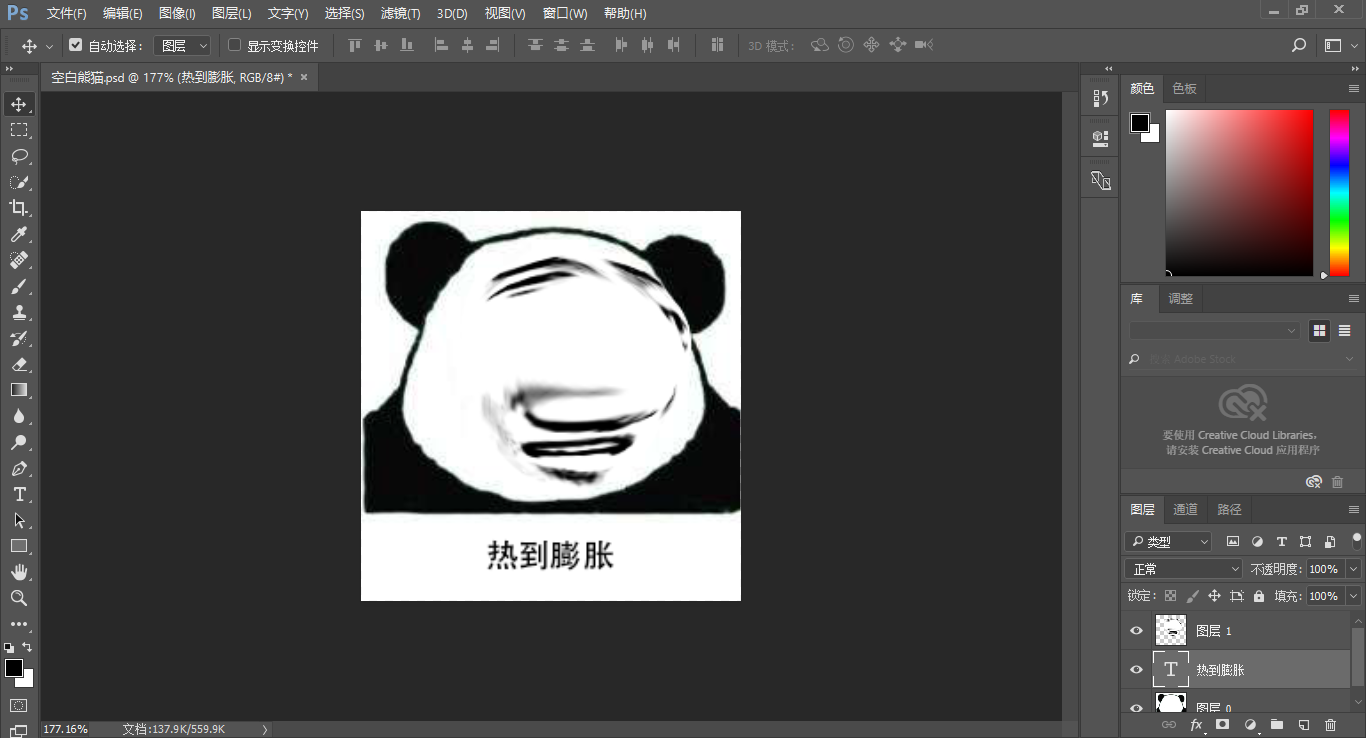 Ps 文件(F) 编辑(E) 图像(I) 图层(L) 文字(Y) 选择(S) 滤镜(T) 3D(D) 视图(V) 窗口(W) 帮助(H)
自动选择： 图层 显示变换控件 3D 模式：
空白熊猫.psd @ 177% (热到膨胀, RGB/8#) * ×
颜色 色板
库 调整
搜索 Adobe Stock
要使用 Creative Cloud Libraries，
请安装 Creative Cloud 应用程序
图层 通道 路径
类型
正常 不透明度： 100%
锁定： 填充： 100%
图层 1
T 热到膨胀
图层 0
fx
热到膨胀
177.16% 文档:137.9K/559.9K